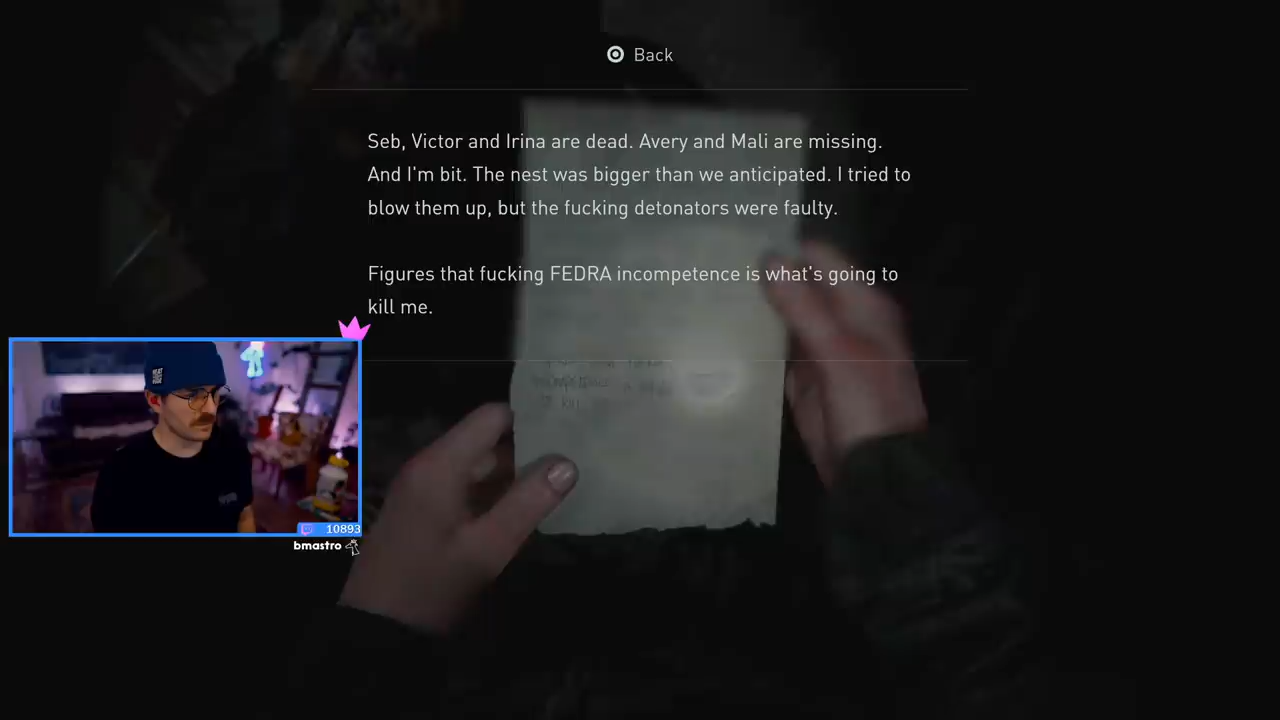 Back
Seb, Victor and Irina are dead. Avery and Mali are missing.
And I'm bit. The nest was bigger than we anticipated. I tried to
blow them up, but the fucking detonators were faulty.
Figures that fucking FEDRA incompetence is what's going to
kill me.
10893
bmastro